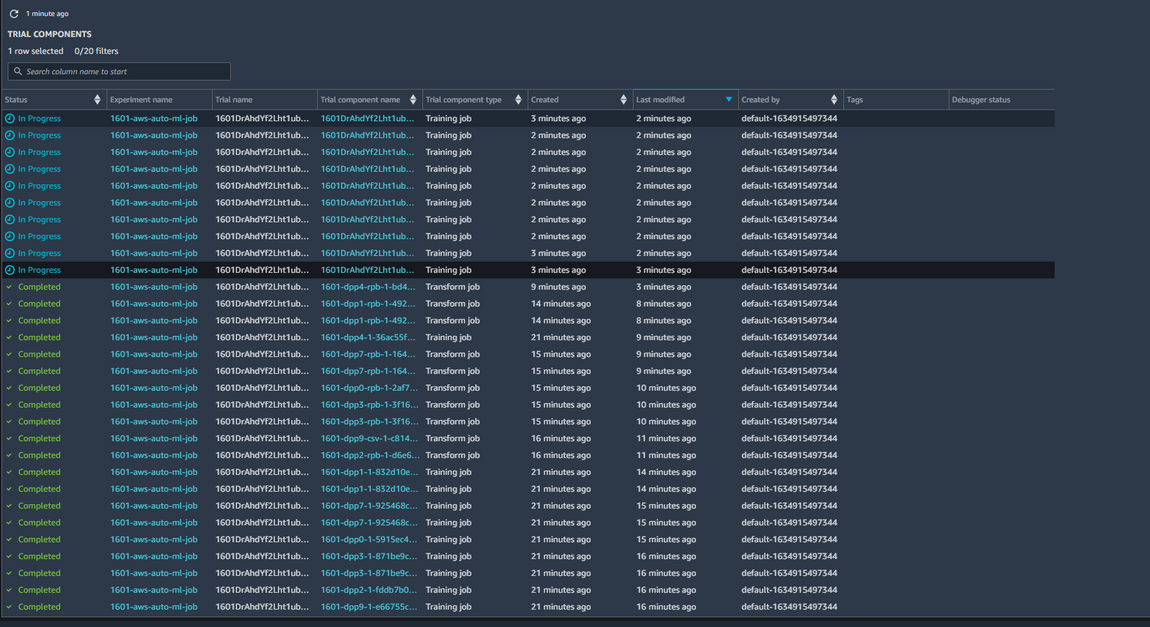 1 minute ago
TRIAL COMPONENTS
1 row selected 0/20 filters
Search column name to start
Status Experiment name Trial name Trial component name Trial component type Created Last modified Created by Tags Debugger status
In Progress 1601-aws-auto-ml-job 1601DrAhdYf2Lht1ub... 1601DrAhdYf2Lht1ub... Training job 3 minutes ago 2 minutes ago default-1634915497344
In Progress 1601-aws-auto-ml-job 1601DrAhdYf2Lht1ub... 1601DrAhdYf2Lht1ub... Training job 2 minutes ago 2 minutes ago default-1634915497344
In Progress 1601-aws-auto-ml-job 1601DrAhdYf2Lht1ub... 1601DrAhdYf2Lht1ub... Training job 2 minutes ago 2 minutes ago default-1634915497344
In Progress 1601-aws-auto-ml-job 1601DrAhdYf2Lht1ub... 1601DrAhdYf2Lht1ub... Training job 2 minutes ago 2 minutes ago default-1634915497344
In Progress 1601-aws-auto-ml-job 1601DrAhdYf2Lht1ub... 1601DrAhdYf2Lht1ub... Training job 2 minutes ago 2 minutes ago default-1634915497344
In Progress 1601-aws-auto-ml-job 1601DrAhdYf2Lht1ub... 1601DrAhdYf2Lht1ub... Training job 2 minutes ago 2 minutes ago default-1634915497344
In Progress 1601-aws-auto-ml-job 1601DrAhdYf2Lht1ub... 1601DrAhdYf2Lht1ub... Training job 2 minutes ago 2 minutes ago default-1634915497344
In Progress 1601-aws-auto-ml-job 1601DrAhdYf2Lht1ub... 1601DrAhdYf2Lht1ub... Training job 2 minutes ago 2 minutes ago default-1634915497344
In Progress 1601-aws-auto-ml-job 1601DrAhdYf2Lht1ub... 1601DrAhdYf2Lht1ub... Training job 3 minutes ago 2 minutes ago default-1634915497344
In Progress 1601-aws-auto-ml-job 1601DrAhdYf2Lht1ub... 1601DrAhdYf2Lht1ub... Training job 3 minutes ago 3 minutes ago default-1634915497344
Completed 1601-aws-auto-ml-job 1601DrAhdYf2Lht1ub... 1601-dpp4-rpb-1-bd4... Transform job 9 minutes ago 3 minutes ago default-1634915497344
Completed 1601-aws-auto-ml-job 1601DrAhdYf2Lht1ub... 1601-dpp1-rpb-1-492... Transform job 14 minutes ago 8 minutes ago default-1634915497344
Completed 1601-aws-auto-ml-job 1601DrAhdYf2Lht1ub... 1601-dpp1-rpb-1-492... Transform job 14 minutes ago 8 minutes ago default-1634915497344
Completed 1601-aws-auto-ml-job 1601DrAhdYf2Lht1ub... 1601-dpp4-1-36ac55f... Training job 21 minutes ago 9 minutes ago default-1634915497344
Completed 1601-aws-auto-ml-job 1601DrAhdYf2Lht1ub... 1601-dpp7-rpb-1-164... Transform job 15 minutes ago 9 minutes ago default-1634915497344
Completed 1601-aws-auto-ml-job 1601DrAhdYf2Lht1ub... 1601-dpp7-rpb-1-164... Transform job 15 minutes ago 9 minutes ago default-1634915497344
Completed 1601-aws-auto-ml-job 1601DrAhdYf2Lht1ub... 1601-dpp0-rpb-1-2af7... Transform job 15 minutes ago 10 minutes ago default-1634915497344
Completed 1601-aws-auto-ml-job 1601DrAhdYf2Lht1ub... 1601-dpp3-rpb-1-3f16... Transform job 15 minutes ago 10 minutes ago default-1634915497344
Completed 1601-aws-auto-ml-job 1601DrAhdYf2Lht1ub... 1601-dpp3-rpb-1-3f16... Transform job 15 minutes ago 10 minutes ago default-1634915497344
Completed 1601-aws-auto-ml-job 1601DrAhdYf2Lht1ub... 1601-dpp9-csv-1-c814... Transform job 16 minutes ago 11 minutes ago default-1634915497344
Completed 1601-aws-auto-ml-job 1601DrAhdYf2Lht1ub... 1601-dpp2-rpb-1-d6e6... Transform job 16 minutes ago 11 minutes ago default-1634915497344
Completed 1601-aws-auto-ml-job 1601DrAhdYf2Lht1ub... 1601-dpp1-1-832d10e... Training job 21 minutes ago 14 minutes ago default-1634915497344
Completed 1601-aws-auto-ml-job 1601DrAhdYf2Lht1ub... 1601-dpp1-1-832d10e... Training job 21 minutes ago 14 minutes ago default-1634915497344
Completed 1601-aws-auto-ml-job 1601DrAhdYf2Lht1ub... 1601-dpp7-1-925468c... Training job 21 minutes ago 15 minutes ago default-1634915497344
Completed 1601-aws-auto-ml-job 1601DrAhdYf2Lht1ub... 1601-dpp7-1-925468c... Training job 21 minutes ago 15 minutes ago default-1634915497344
Completed 1601-aws-auto-ml-job 1601DrAhdYf2Lht1ub... 1601-dpp0-1-5915ec4... Training job 21 minutes ago 15 minutes ago default-1634915497344
Completed 1601-aws-auto-ml-job 1601DrAhdYf2Lht1ub... 1601-dpp3-1-871be9c... Training job 21 minutes ago 16 minutes ago default-1634915497344
Completed 1601-aws-auto-ml-job 1601DrAhdYf2Lht1ub... 1601-dpp3-1-871be9c... Training job 21 minutes ago 16 minutes ago default-1634915497344
Completed 1601-aws-auto-ml-job 1601DrAhdYf2Lht1ub... 1601-dpp2-1-fddb7b0... Training job 21 minutes ago 16 minutes ago default-1634915497344
Completed 1601-aws-auto-ml-job 1601DrAhdYf2Lht1ub... 1601-dpp9-1-e66755c... Training job 21 minutes ago 16 minutes ago default-1634915497344